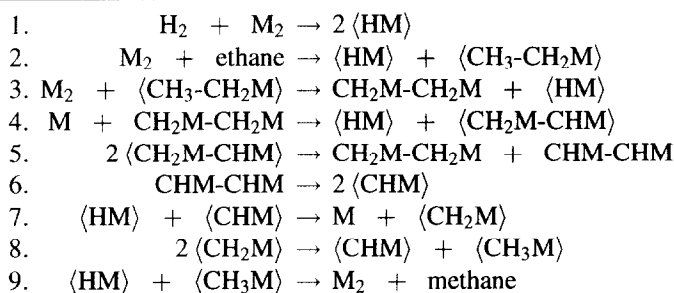 1. H₂ + M₂ → 2 ⟨HM⟩
2. M₂ + ethane → ⟨HM⟩ + ⟨CH₃-CH₂M⟩
3. M₂ + ⟨CH₃-CH₂M⟩ → CH₂M-CH₂M + ⟨HM⟩
4. M + CH₂M-CH₂M → ⟨HM⟩ + ⟨CH₂M-CHM⟩
5. 2 ⟨CH₂M-CHM⟩ → CH₂M-CH₂M + CHM-CHM
6. CHM-CHM → 2 ⟨CHM⟩
7. ⟨HM⟩ + ⟨CHM⟩ → M + ⟨CH₂M⟩
8. 2 ⟨CH₂M⟩ → ⟨CHM⟩ + ⟨CH₃M⟩
9. ⟨HM⟩ + ⟨CH₃M⟩ → M₂ + methane